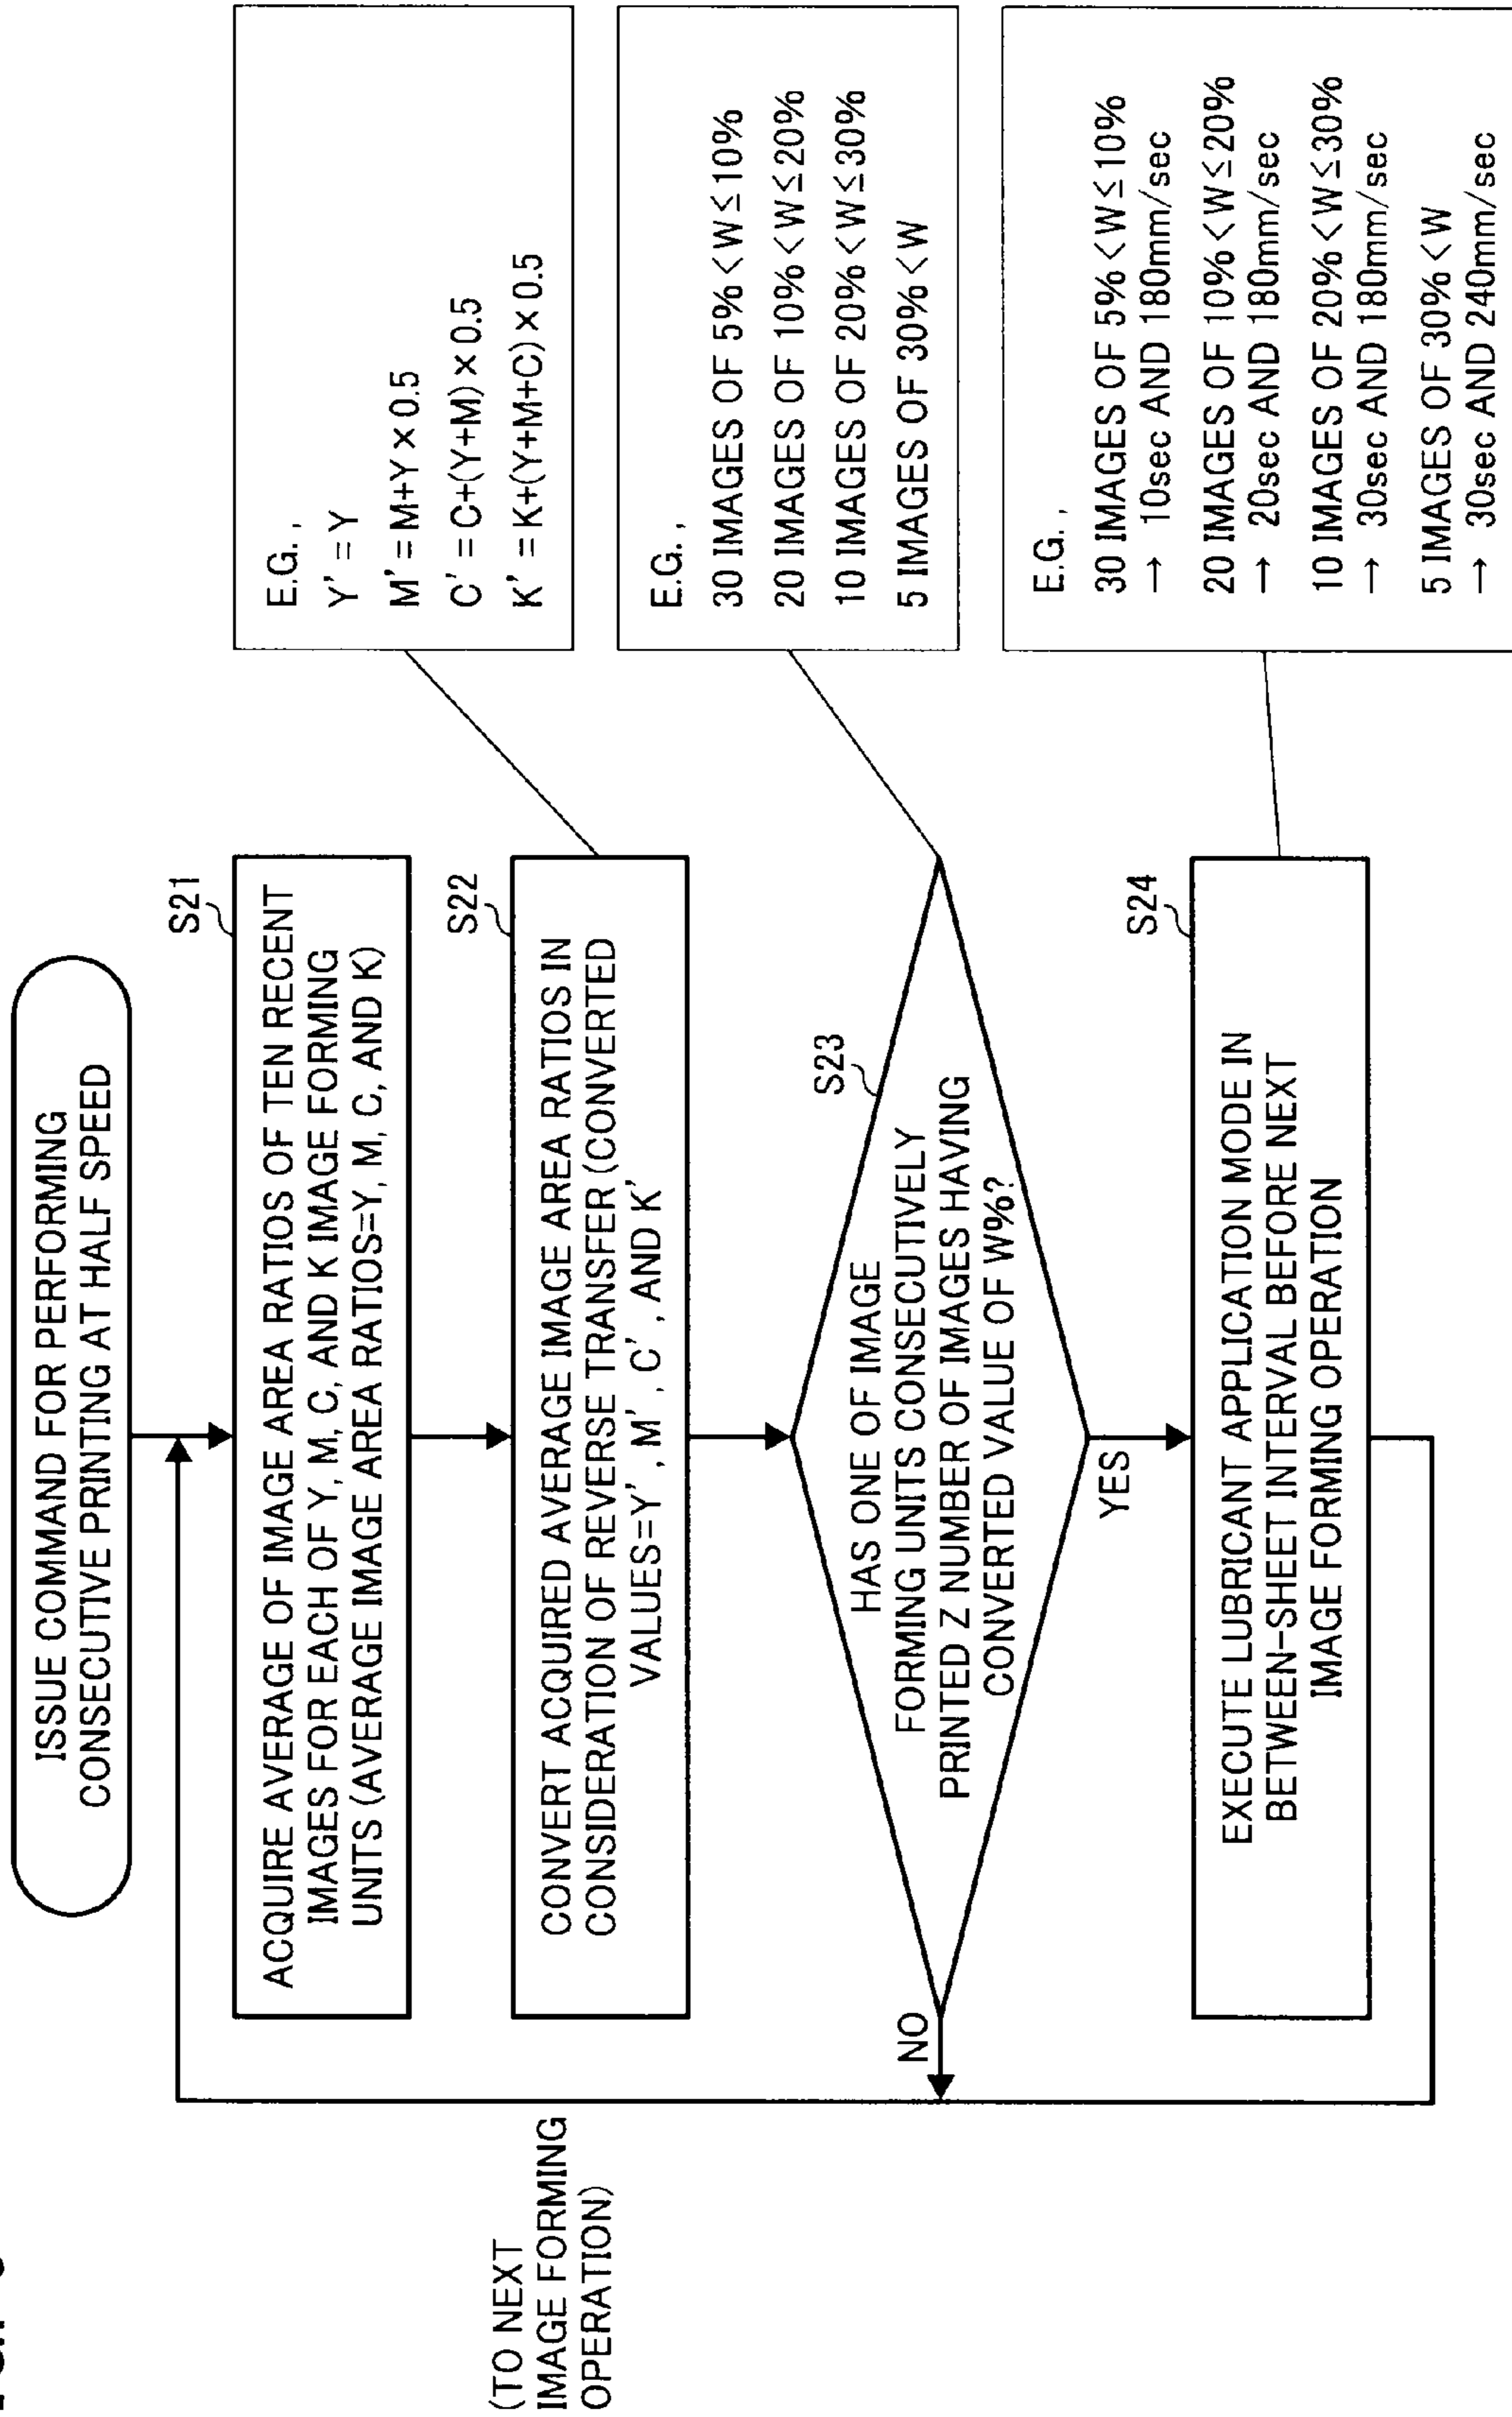 ISSUE COMMAND FOR PERFORMING
CONSECUTIVE PRINTING AT HALF SPEED
S21
ACQUIRE AVERAGE OF IMAGE AREA RATIOS OF TEN RECENT
IMAGES FOR EACH OF Y, M, C, AND K IMAGE FORMING
UNITS (AVERAGE IMAGE AREA RATIOS=Y, M, C, AND K)
S22
CONVERT ACQUIRED AVERAGE IMAGE AREA RATIOS IN
CONSIDERATION OF REVERSE TRANSFER (CONVERTED
VALUES=Y', M', C', AND K'
E.G.,
Y' = Y
M' = M+Y×0.5
C' = C+(Y+M)×0.5
K' = K+(Y+M+C)×0.5
(TO NEXT
IMAGE FORMING
OPERATION)
S23
HAS ONE OF IMAGE
FORMING UNITS CONSECUTIVELY
PRINTED Z NUMBER OF IMAGES HAVING
CONVERTED VALUE OF W%?
NO
YES
E.G.,
30 IMAGES OF 5%<W≤10%
20 IMAGES OF 10%<W≤20%
10 IMAGES OF 20%<W≤30%
5 IMAGES OF 30%<W
S24
EXECUTE LUBRICANT APPLICATION MODE IN
BETWEEN-SHEET INTERVAL BEFORE NEXT
IMAGE FORMING OPERATION
E.G.,
30 IMAGES OF 5%<W≤10%
→ 10sec AND 180mm/sec
20 IMAGES OF 10%<W≤20%
→ 20sec AND 180mm/sec
10 IMAGES OF 20%<W≤30%
→ 30sec AND 180mm/sec
5 IMAGES OF 30%<W
→ 30sec AND 240mm/sec